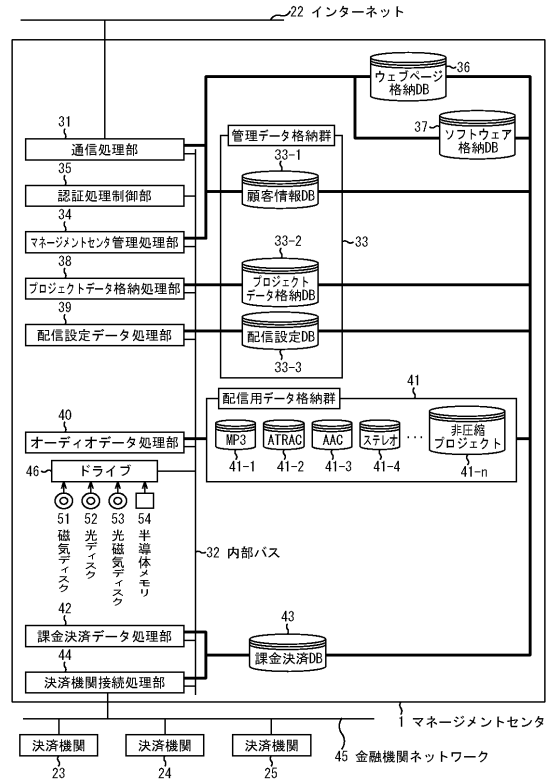 22 インターネット
36
ウェブページ
格納DB
37
ソフトウェア
格納DB
31
通信処理部
管理データ格納群
33-1
顧客情報DB
35
認証処理制御部
34
マネージメントセンタ管理処理部
33
33-2
プロジェクト
データ格納DB
38
プロジェクトデータ格納処理部
39
配信設定データ処理部
配信設定DB
33-3
41
配信用データ格納群
40
オーディオデータ処理部
MP3
ATRAC
AAC
ステレオ
...
非圧縮
プロジェクト
41-1
41-2
41-3
41-4
41-n
46
ドライブ
51
磁気ディスク
52
光ディスク
53
光磁気ディスク
54
半導体メモリ
32 内部バス
42
課金決済データ処理部
43
課金決済DB
44
決済機関接続処理部
1 マネージメントセンタ
45 金融機関ネットワーク
決済機関
決済機関
決済機関
23
24
25